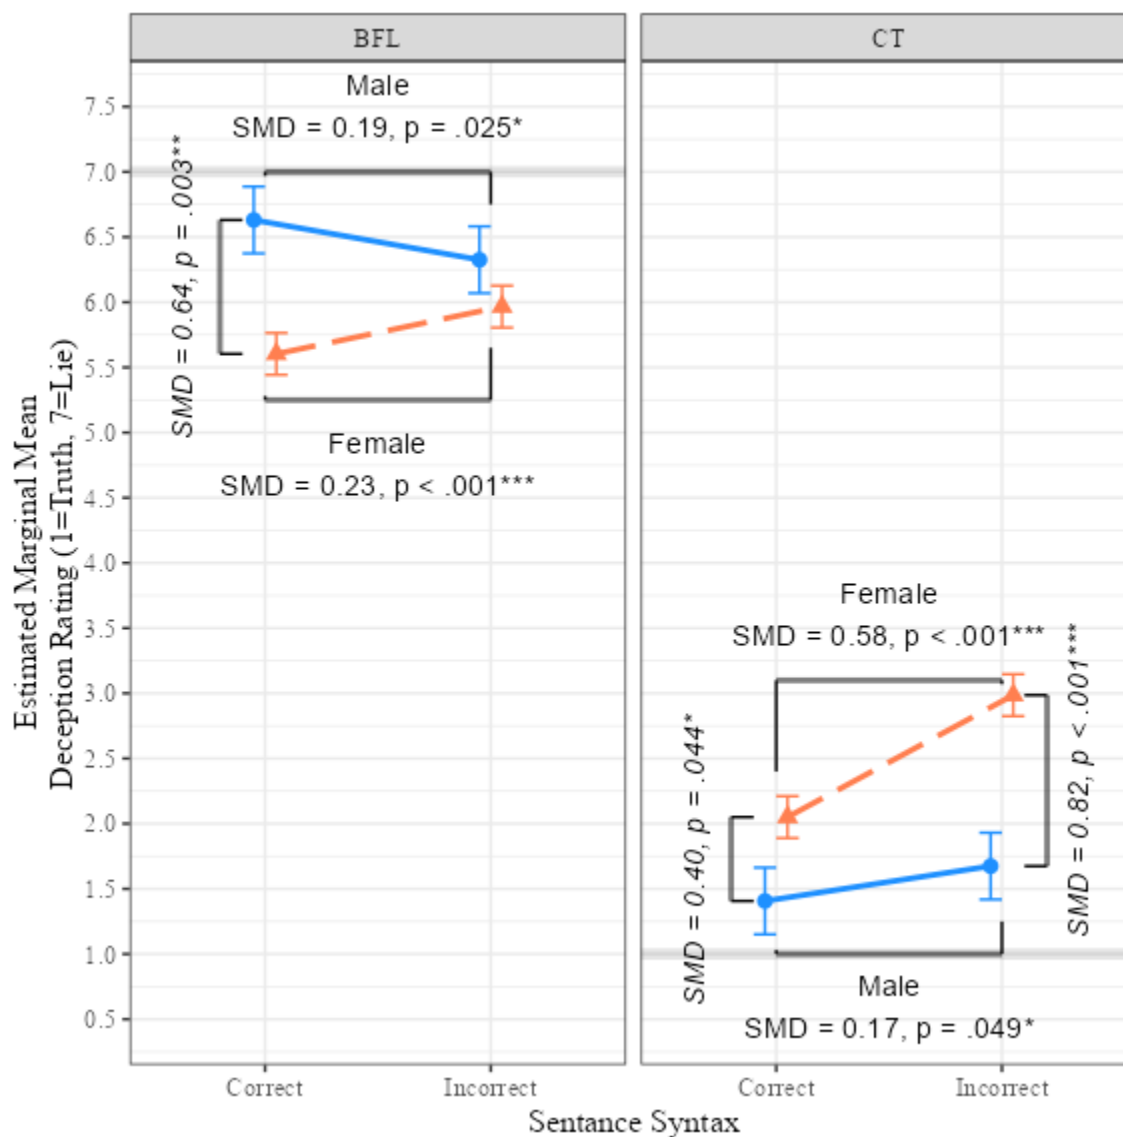 BFL
CT
Male
SMD = 0.19, p = .025*
SMD = 0.64, p = .003**
Female
SMD = 0.23, p < .001***
Female
SMD = 0.58, p < .001***
SMD = 0.40, p = .044*
SMD = 0.82, p < .001***
Male
SMD = 0.17, p = .049*
7.5
7.0
6.5
6.0
5.5
5.0
4.5
4.0
3.5
3.0
2.5
2.0
1.5
1.0
0.5
Estimated Marginal Mean
Deception Rating (1=Truth, 7=Lie)
Correct
Incorrect
Correct
Incorrect
Sentance Syntax